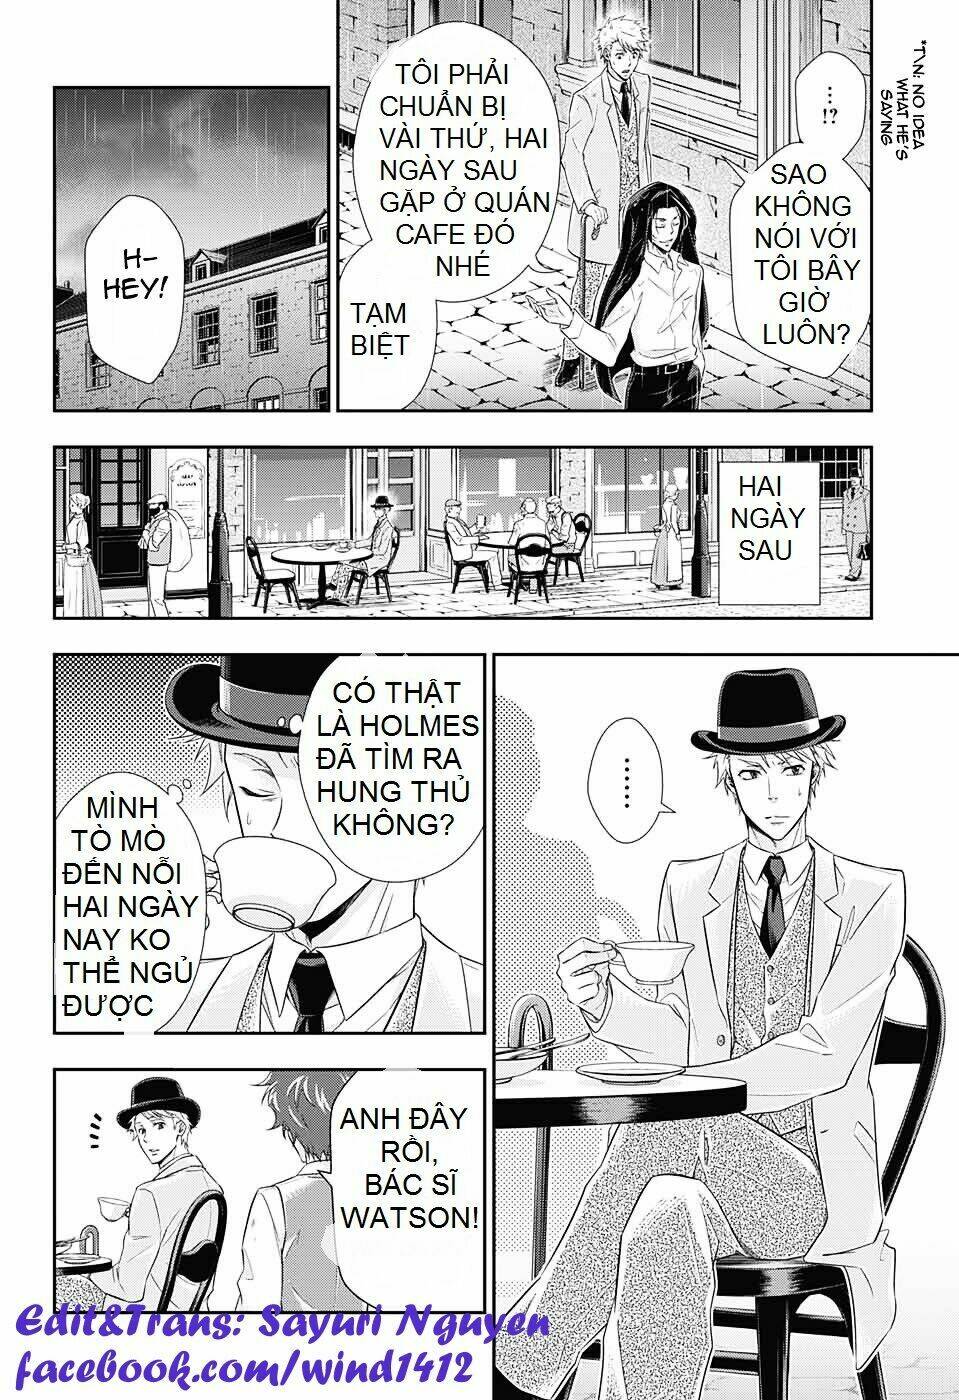 *T\N: NO IDEA
WHAT HE'S
SAYING
...
!?
SAO
KHÔNG
NÓI VỚI
TÔI BÂY
GIỜ
LUÔN?
TÔI PHẢI
CHUẨN BỊ
VÀI THỨ, HAI
NGÀY SAU
GẶP Ở QUÁN
CAFE ĐÓ
NHÉ
TẠM
BIỆT
H-
HEY!
HAI
NGÀY
SAU
......
CÓ THẬT
LÀ HOLMES
ĐÃ TÌM RA
HUNG THỦ
KHÔNG?
MÌNH
TÒ MÒ
ĐẾN NỖI
HAI NGÀY
NAY KO
THỂ NGỦ
ĐƯỢC
ANH ĐÂY
RỒI,
BÁC SĨ
WATSON!
Edit&Trans: Sayuri Nguyen
facebook.com/wind1412